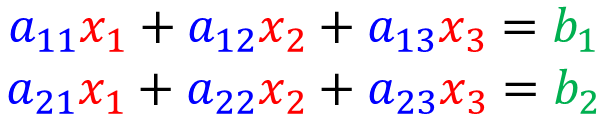 a₁₁x₁ + a₁₂x₂ + a₁₃x₃ = b₁
a₂₁x₁ + a₂₂x₂ + a₂₃x₃ = b₂